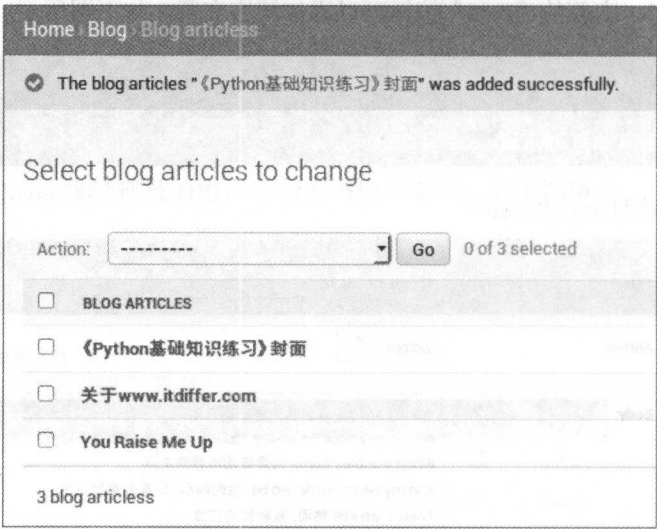 Home › Blog › Blog articless
The blog articles "《Python基础知识练习》封面" was added successfully.
Select blog articles to change
Action: --------- Go 0 of 3 selected
BLOG ARTICLES
《Python基础知识练习》封面
关于www.itdiffer.com
You Raise Me Up
3 blog articless